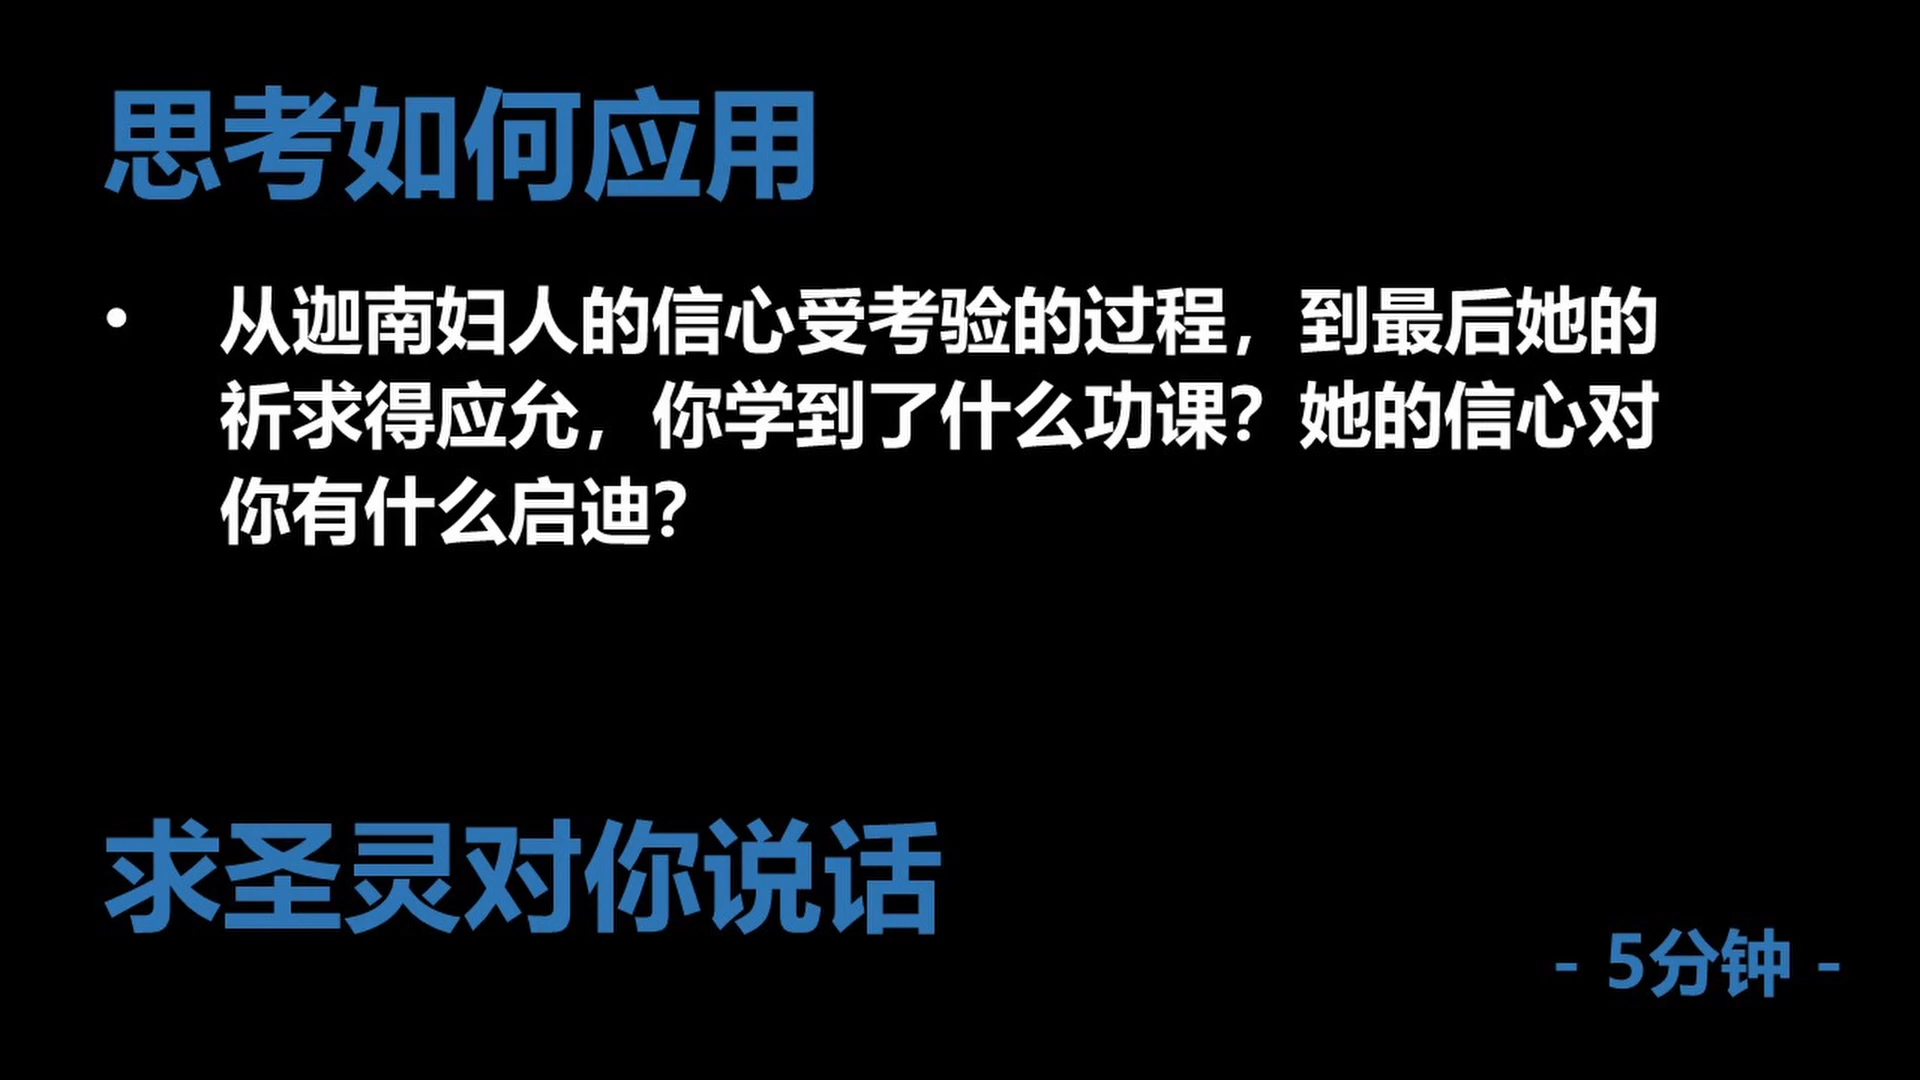 思考如何应用
• 从迦南妇人的信心受考验的过程，到最后她的
祈求得应允，你学到了什么功课？她的信心对
你有什么启迪？
求圣灵对你说话
- 5分钟 -